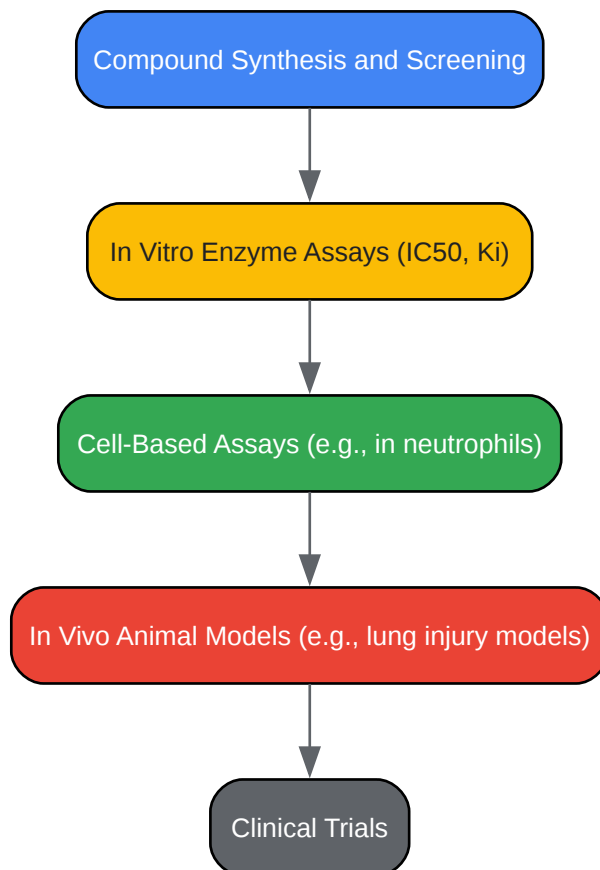 Compound Synthesis and Screening
In Vitro Enzyme Assays (IC50, Ki)
Cell-Based Assays (e.g., in neutrophils)
In Vivo Animal Models (e.g., lung injury models)
Clinical Trials